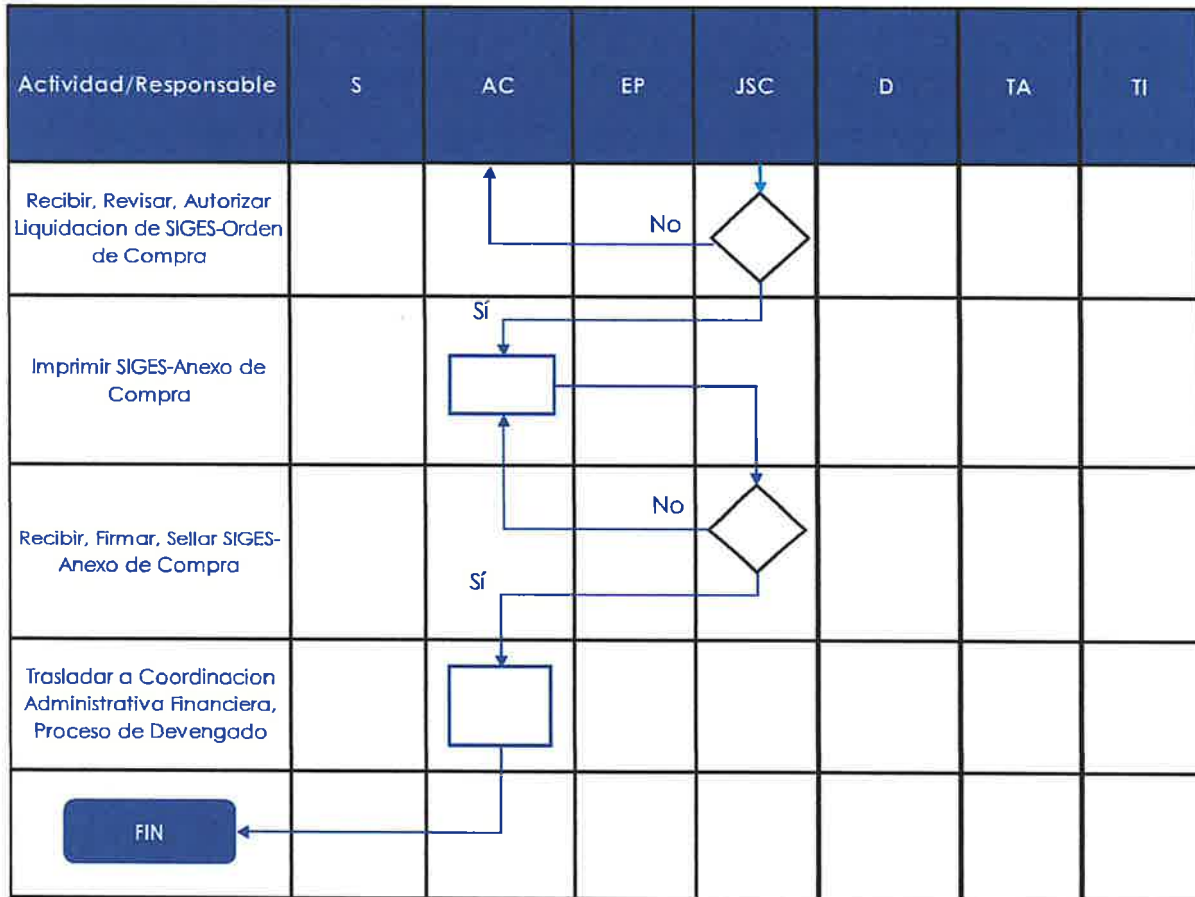 Actividad/Responsable S AC EP JSC D TA TI
Recibir, Revisar, Autorizar
Liquidacion de SIGES-Orden
de Compra
No
Sí
Imprimir SIGES-Anexo de
Compra
No
Recibir, Firmar, Sellar SIGES-
Anexo de Compra
Sí
Trasladar a Coordinacion
Administrativa Financiera,
Proceso de Devengado
FIN